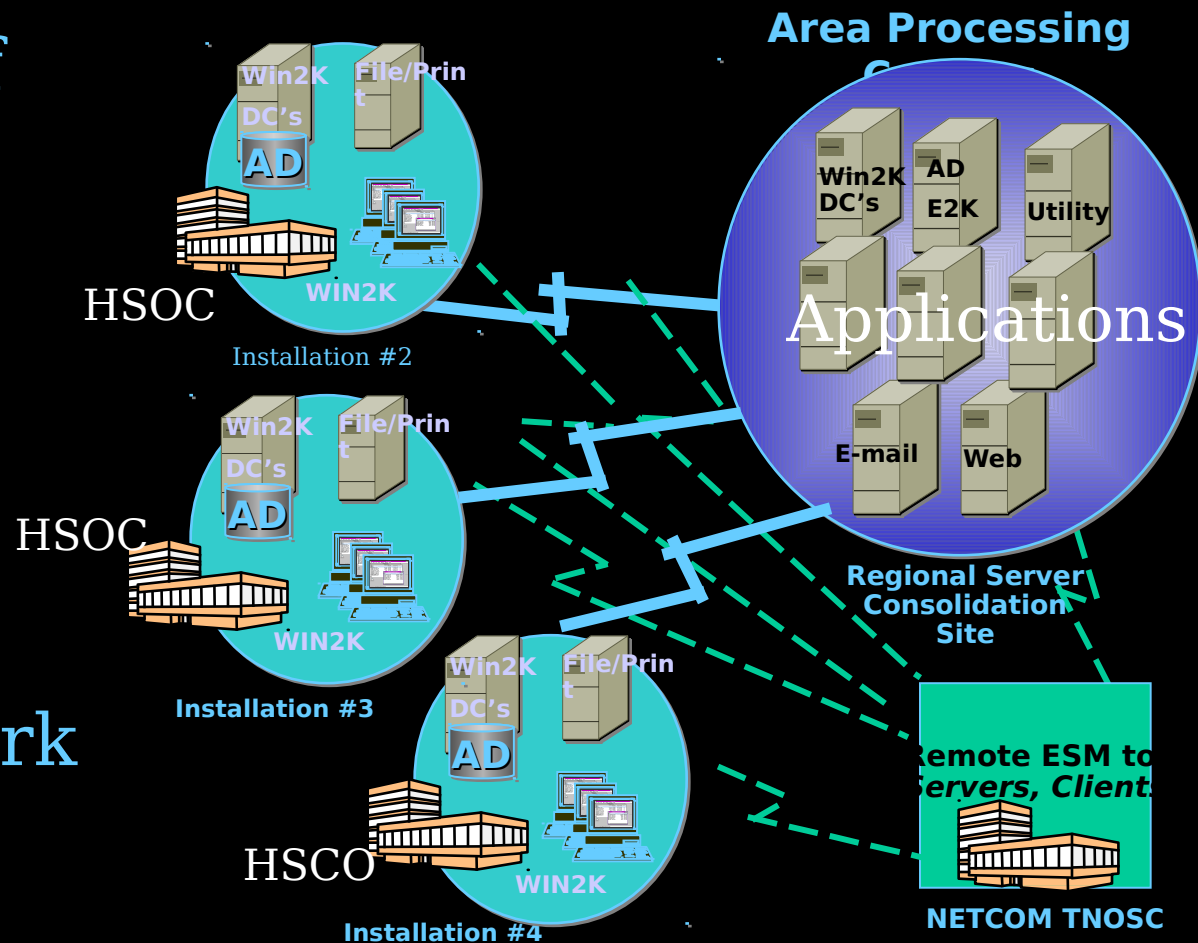 Area Processing
Win2K
DC's
AD
File/Prin
t
WIN2K
HSOC
Installation #2
Win2K
DC's
AD
E2K
Utility
Applications
E-mail
Web
Regional Server
Consolidation
Site
Win2K
DC's
AD
File/Prin
t
WIN2K
HSOC
Installation #3
rk
Win2K
DC's
AD
File/Prin
t
WIN2K
HSCO
Installation #4
Remote ESM to
Servers, Clients
NETCOM TNOSC